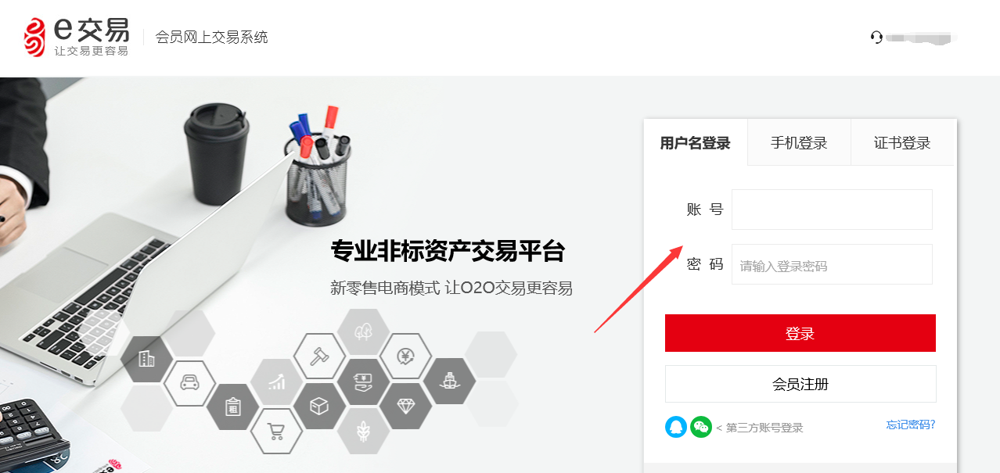 e交易
让交易更容易
会员网上交易系统
用户名登录
手机登录
证书登录
账 号
密 码
请输入登录密码
专业非标资产交易平台
新零售电商模式 让O2O交易更容易
登录
会员注册
租
< 第三方账号登录
忘记密码?